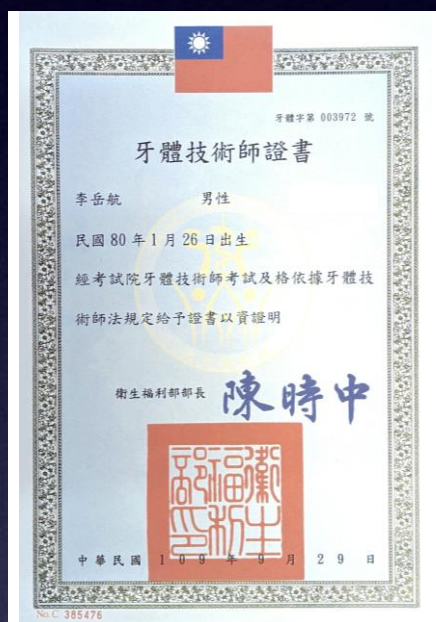 牙體字第 003972 號
牙體技術師證書
李岳航 男性
民國 80 年 1 月 26 日出生
經考試院牙體技術師考試及格依據牙體技
術師法規定給予證書以資證明
衛生福利部部長 陳時中
衛生福利部印
中華民國 109 年 9 月 29 日
No.C 385476